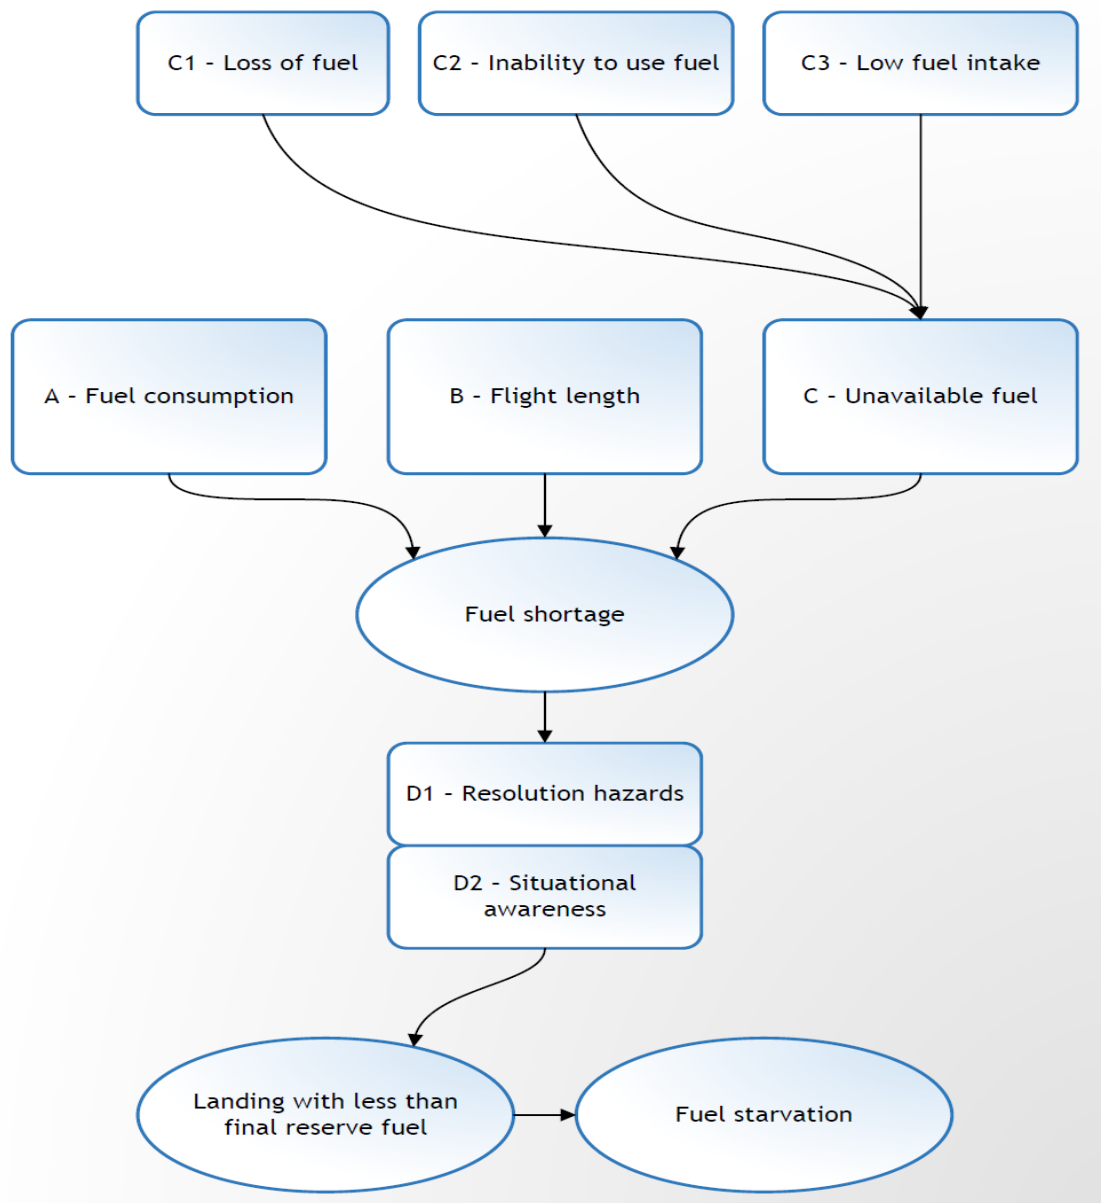 C1 - Loss of fuel
C2 - Inability to use fuel
C3 - Low fuel intake
A - Fuel consumption
B - Flight length
C - Unavailable fuel
Fuel shortage
D1 - Resolution hazards
D2 - Situational
awareness
Landing with less than
final reserve fuel
Fuel starvation